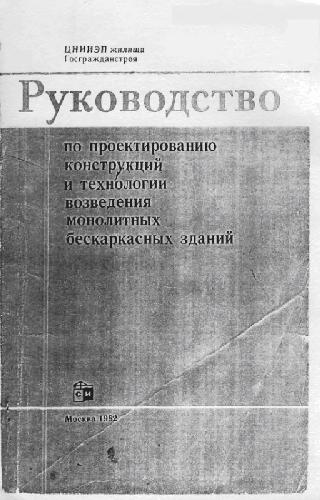 ЦНИИЭП жилища
Госгражданстроя
Руководство
по проектированию
конструкций
и технологии
возведения
монолитных
бескаркасных зданий
С И
Москва 1982